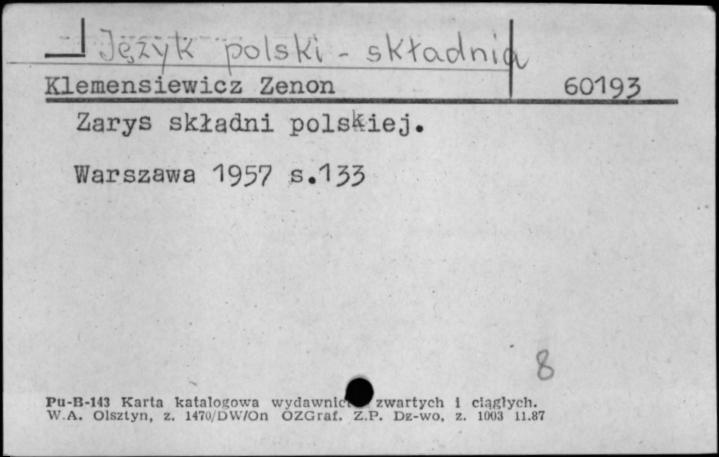 Język polski - składnia
Klemensiewicz Zenon 60193
Zarys składni polskiej.
Warszawa 1957 s.133
8
Pu-B-143 Karta katalogowa wydawnict zwartych i ciągłych.
W.A. Olsztyn, z. 1470/DW/On OZGraf. Z.P. Dz-wo, z. 1003 11.87